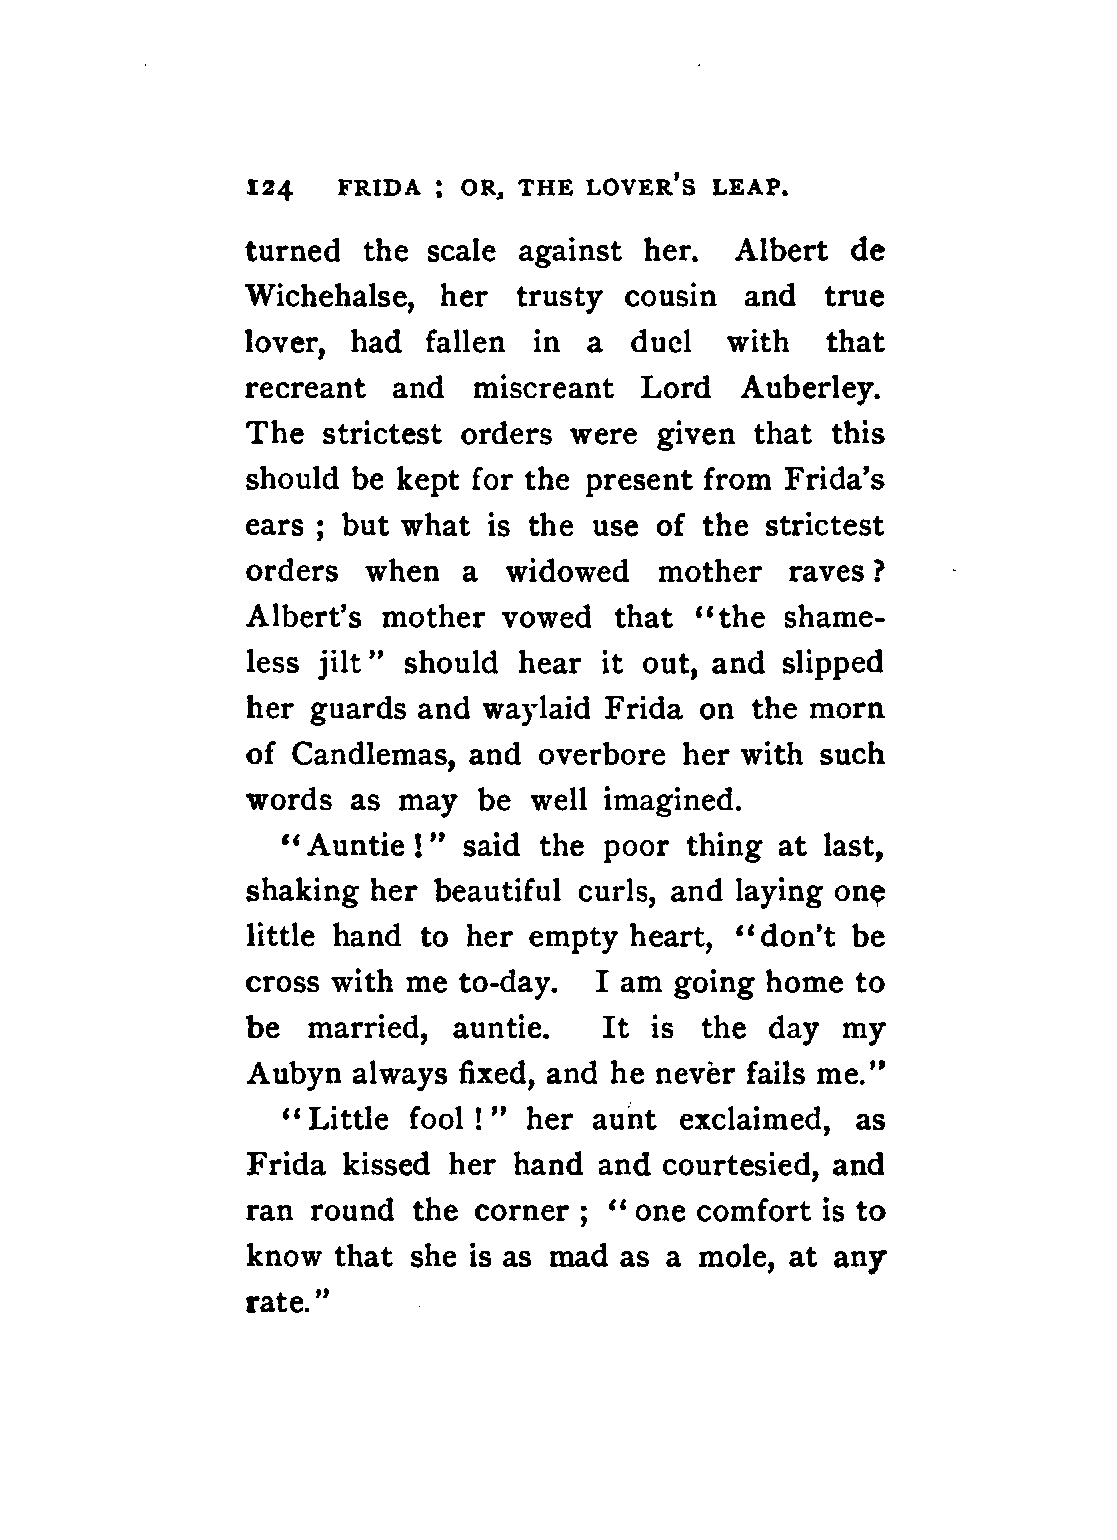 124 FRIDA ; OR, THE LOVER'S LEAP.
turned the scale against her. Albert de
Wichehalse, her trusty cousin and true
lover, had fallen in a duel with that
recreant and miscreant Lord Auberley.
The strictest orders were given that this
should be kept for the present from Frida's
ears ; but what is the use of the strictest
orders when a widowed mother raves ?
Albert's mother vowed that "the shame-
less jilt" should hear it out, and slipped
her guards and waylaid Frida on the morn
of Candlemas, and overbore her with such
words as may be well imagined.
"Auntie !" said the poor thing at last,
shaking her beautiful curls, and laying one
little hand to her empty heart, "don't be
cross with me to-day. I am going home to
be married, auntie. It is the day my
Aubyn always fixed, and he never fails me."
"Little fool !" her aunt exclaimed, as
Frida kissed her hand and courtesied, and
ran round the corner ; "one comfort is to
know that she is as mad as a mole, at any
rate."